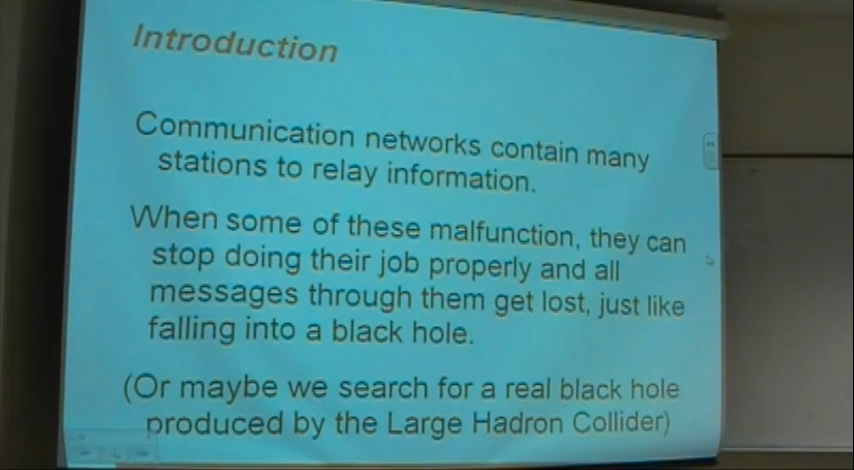 Introduction
Communication networks contain many
stations to relay information.
When some of these malfunction, they can
stop doing their job properly and all
messages through them get lost, just like
falling into a black hole.
(Or maybe we search for a real black hole
produced by the Large Hadron Collider)